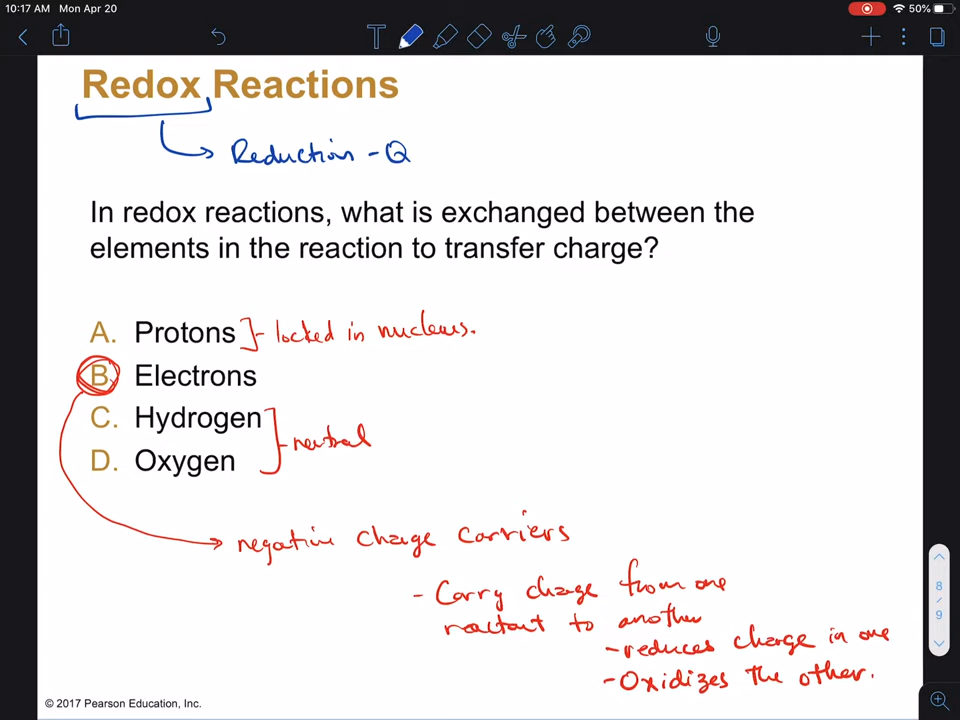 10:17 AM Mon Apr 20
50%
Redox Reactions
Reduction - O
In redox reactions, what is exchanged between the
elements in the reaction to transfer charge?
A. Protons - locked in nucleus.
B. Electrons
C. Hydrogen
- neutral
D. Oxygen
negative charge carriers
- Carry charge from one
reactant to another
- reduces charge in one
- Oxidizes the other.
8
/
9
© 2017 Pearson Education, Inc.